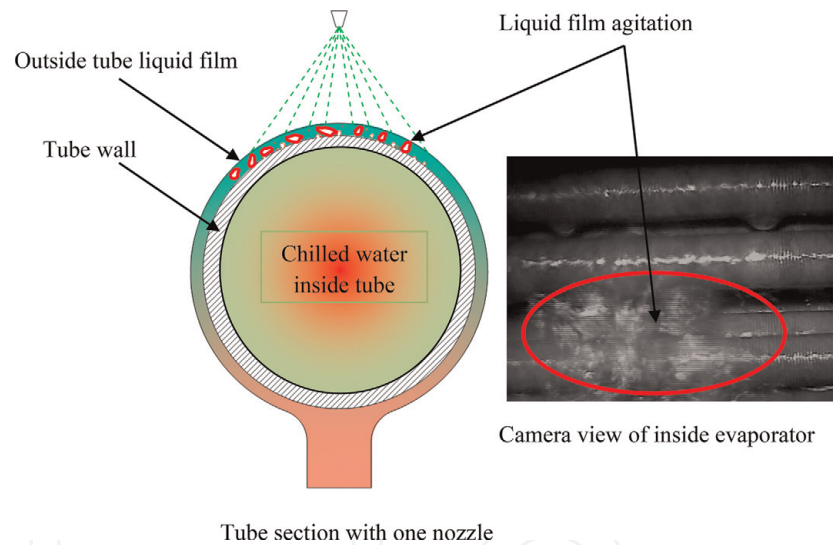 Liquid film agitation
Outside tube liquid film
Tube wall
Chilled water
inside tube
Camera view of inside evaporator
Tube section with one nozzle